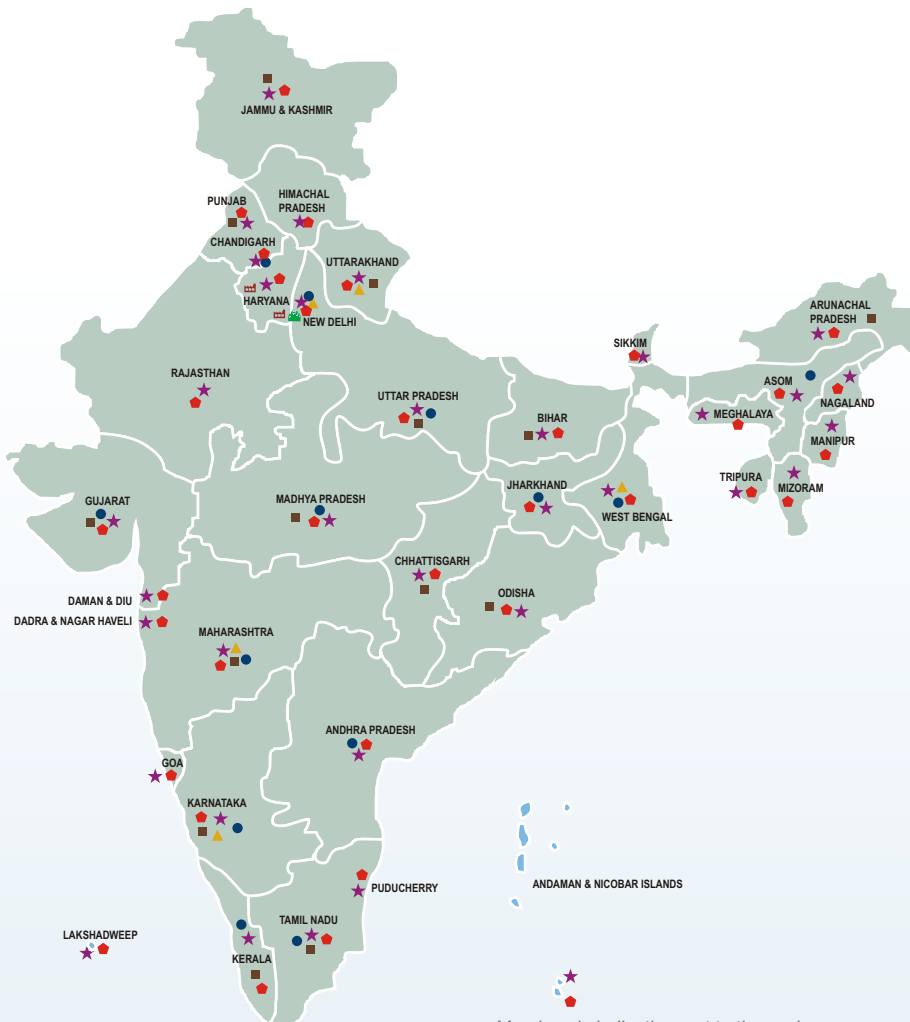 JAMMU & KASHMIR
HIMACHAL
PRADESH
PUNJAB
CHANDIGARH
UTTARAKHAND
HARYANA
NEW DELHI
ARUNACHAL
PRADESH
SIKKIM
RAJASTHAN
ASOM
UTTAR PRADESH
NAGALAND
BIHAR
MEGHALAYA
MANIPUR
TRIPURA
MIZORAM
JHARKHAND
GUJARAT
MADHYA PRADESH
WEST BENGAL
CHHATTISGARH
ODISHA
DAMAN & DIU
DADRA & NAGAR HAVELI
MAHARASHTRA
ANDHRA PRADESH
GOA
KARNATAKA
ANDAMAN & NICOBAR ISLANDS
PUDUCHERRY
TAMIL NADU
LAKSHADWEEP
KERALA